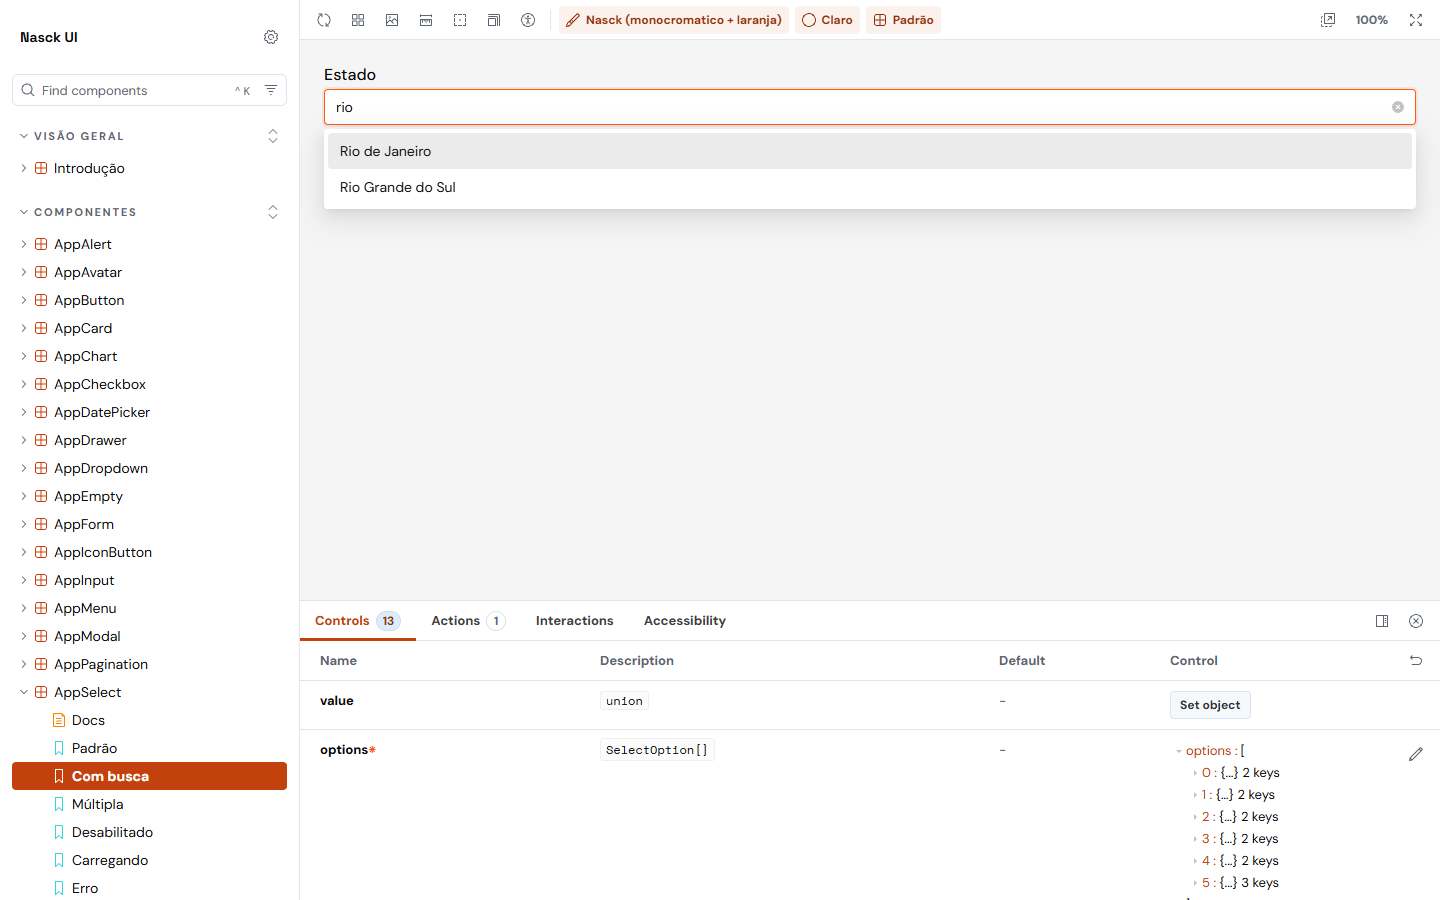 Nasck UI
Find components
^ K
VISÃO GERAL
Introdução
COMPONENTES
AppAlert
AppAvatar
AppButton
AppCard
AppChart
AppCheckbox
AppDatePicker
AppDrawer
AppDropdown
AppEmpty
AppForm
AppIconButton
AppInput
AppMenu
AppModal
AppPagination
AppSelect
Docs
Padrão
Com busca
Múltipla
Desabilitado
Carregando
Erro
Nasck (monocromatico + laranja)
Claro
Padrão
100%
Estado
rio
Rio de Janeiro
Rio Grande do Sul
Controls 13
Actions 1
Interactions
Accessibility
Name Description Default Control
value union - Set object
options* SelectOption[] - options : [
0 : {...} 2 keys
1 : {...} 2 keys
2 : {...} 2 keys
3 : {...} 2 keys
4 : {...} 2 keys
5 : {...} 3 keys